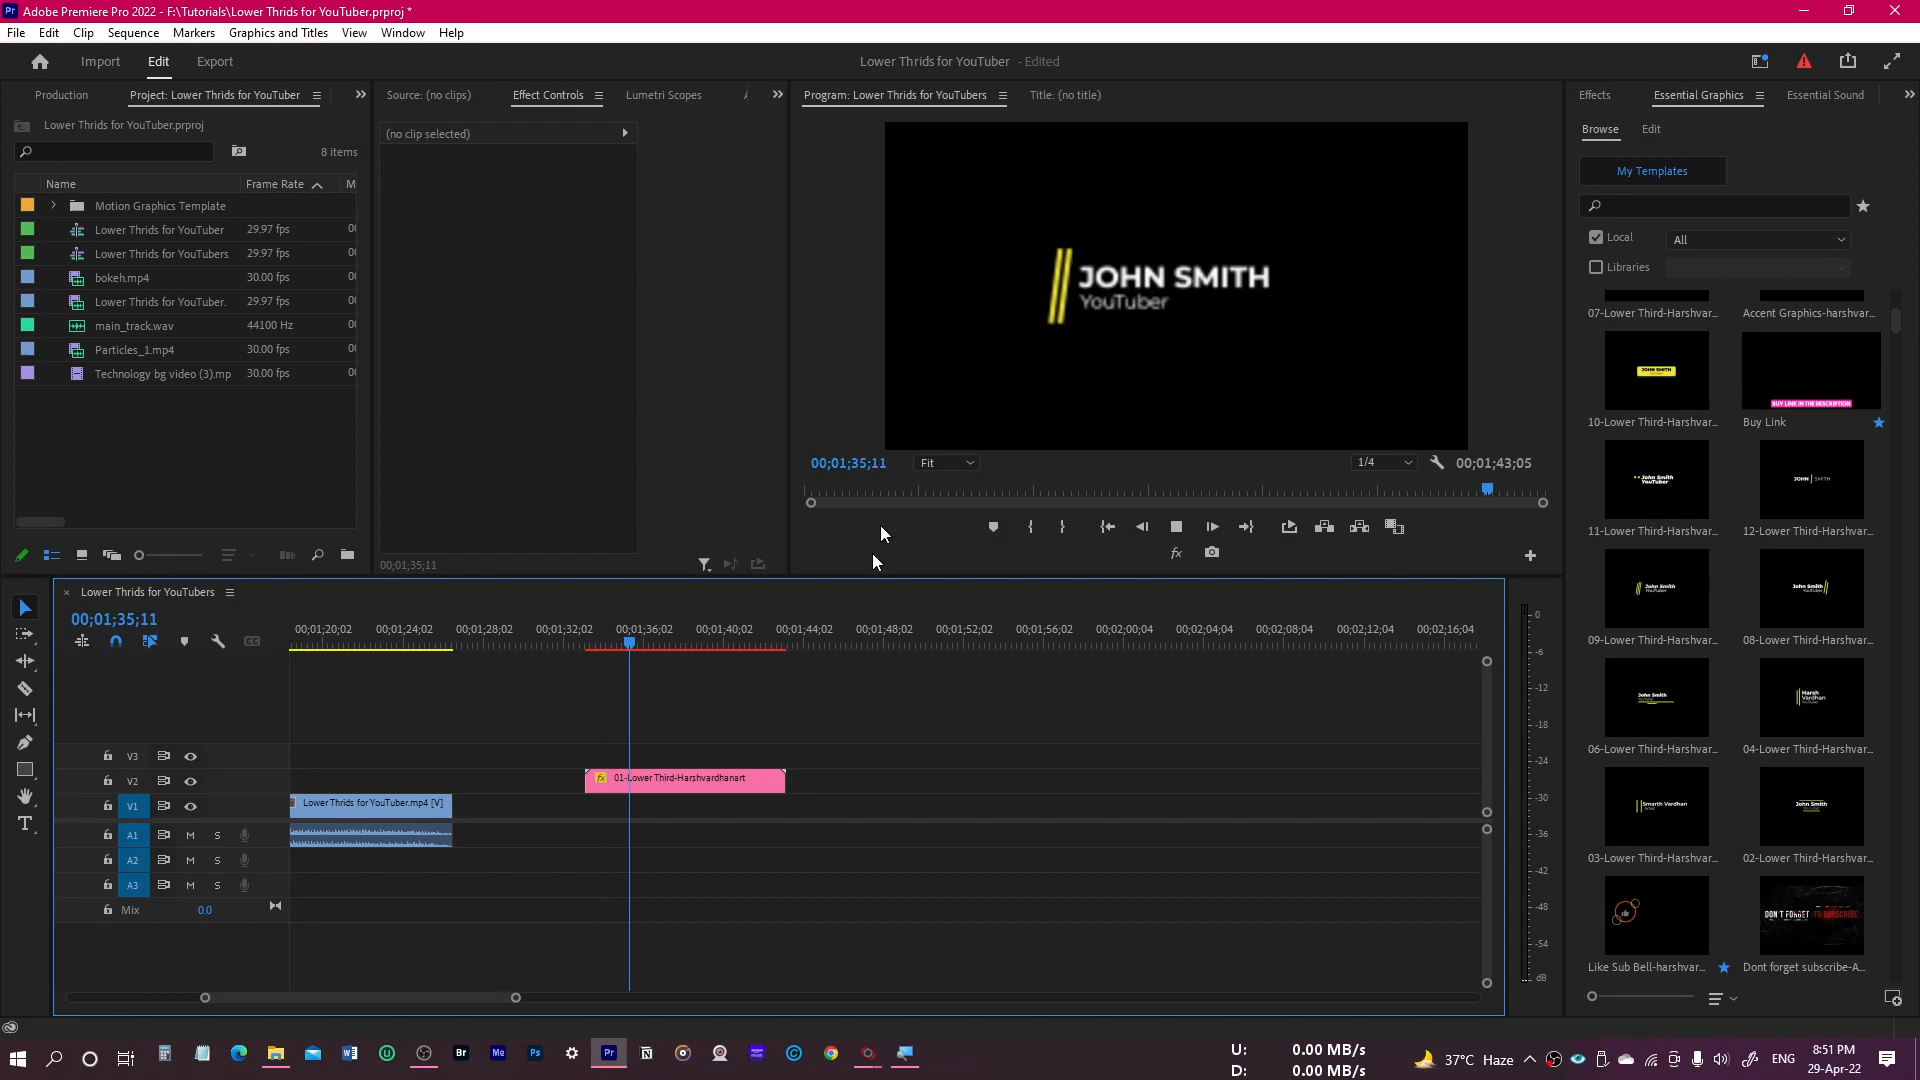 Adobe Premiere Pro 2022 - F:\Tutorials\Lower Thrids for YouTuber.prproj *
File Edit Clip Sequence Markers Graphics and Titles View Window Help
Import Edit Export
Lower Thrids for YouTuber - Edited
Production Project: Lower Thrids for YouTuber
Source: (no clips) Effect Controls Lumetri Scopes
Program: Lower Thrids for YouTubers Title: (no title)
Effects Essential Graphics Essential Sound
Lower Thrids for YouTuber.prproj
8 items
Name Frame Rate M
Motion Graphics Template
Lower Thrids for YouTuber 29.97 fps
Lower Thrids for YouTubers 29.97 fps
bokeh.mp4 30.00 fps
Lower Thrids for YouTuber. 29.97 fps
main_track.wav 44100 Hz
Particles_1.mp4 30.00 fps
Technology bg video (3).mp 30.00 fps
(no clip selected)
00;01;35;11
JOHN SMITH
YouTuber
00;01;35;11 Fit 1/4 00;01;43;05
Browse Edit
My Templates
Local All
Libraries
07-Lower Third-Harshvar... Accent Graphics-harshvar...
JOHN SMITH
BUY LINK IN THE DESCRIPTION
10-Lower Third-Harshvar... Buy Link
John Smith
YouTuber
JOHN SMITH
11-Lower Third-Harshvar... 12-Lower Third-Harshvar...
John Smith
YouTuber
John Smith
YouTuber
09-Lower Third-Harshvar... 08-Lower Third-Harshvar...
John Smith
Harsh
Vardhan
YouTuber
06-Lower Third-Harshvar... 04-Lower Third-Harshvar...
Smarth Vardhan
Artist
John Smith
03-Lower Third-Harshvar... 02-Lower Third-Harshvar...
DON'T FORGET TO SUBSCRIBE
Like Sub Bell-harshvar... Dont forget subscribe-A...
Lower Thrids for YouTubers
00;01;35;11
00;01;20;02 00;01;24;02 00;01;28;02 00;01;32;02 00;01;36;02 00;01;40;02 00;01;44;02 00;01;48;02 00;01;52;02 00;01;56;02 00;02;00;04 00;02;04;04 00;02;08;04 00;02;12;04 00;02;16;04
V3
V2 fx 01-Lower Third-Harshvardhanart
V1 Lower Thrids for YouTuber.mp4 [V]
A1 M S
A2 M S
A3 M S
Mix 0.0
0
-6
-12
-18
-24
-30
-36
-42
-48
-54
dB
U: 0.00 MB/s
D: 0.00 MB/s
37°C Haze
ENG
8:51 PM
29-Apr-22